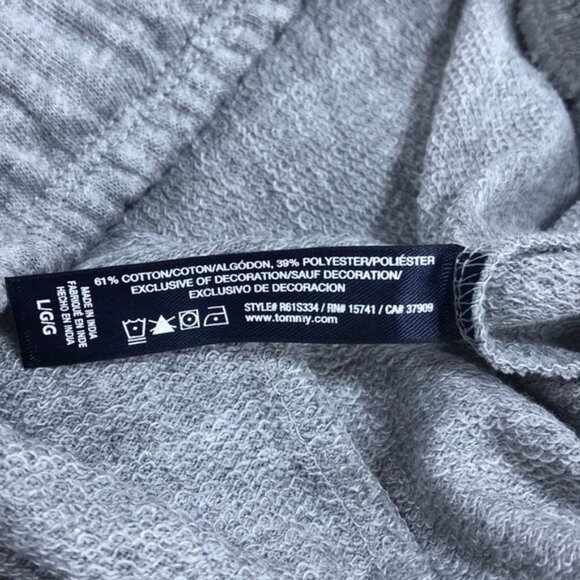 61% COTTON/COTON/ALGÓDON, 39% POLYESTER/POLIÉSTER
EXCLUSIVE OF DECORATION/SAUF DECORATION/
EXCLUSIVO DE DECORACION
STYLE# R61S334 / RN# 15741 / CA# 37909
www.tommy.com
MADE IN INDIA
FABRIQUÉ EN INDE
HECHO EN INDIA
L/G/G